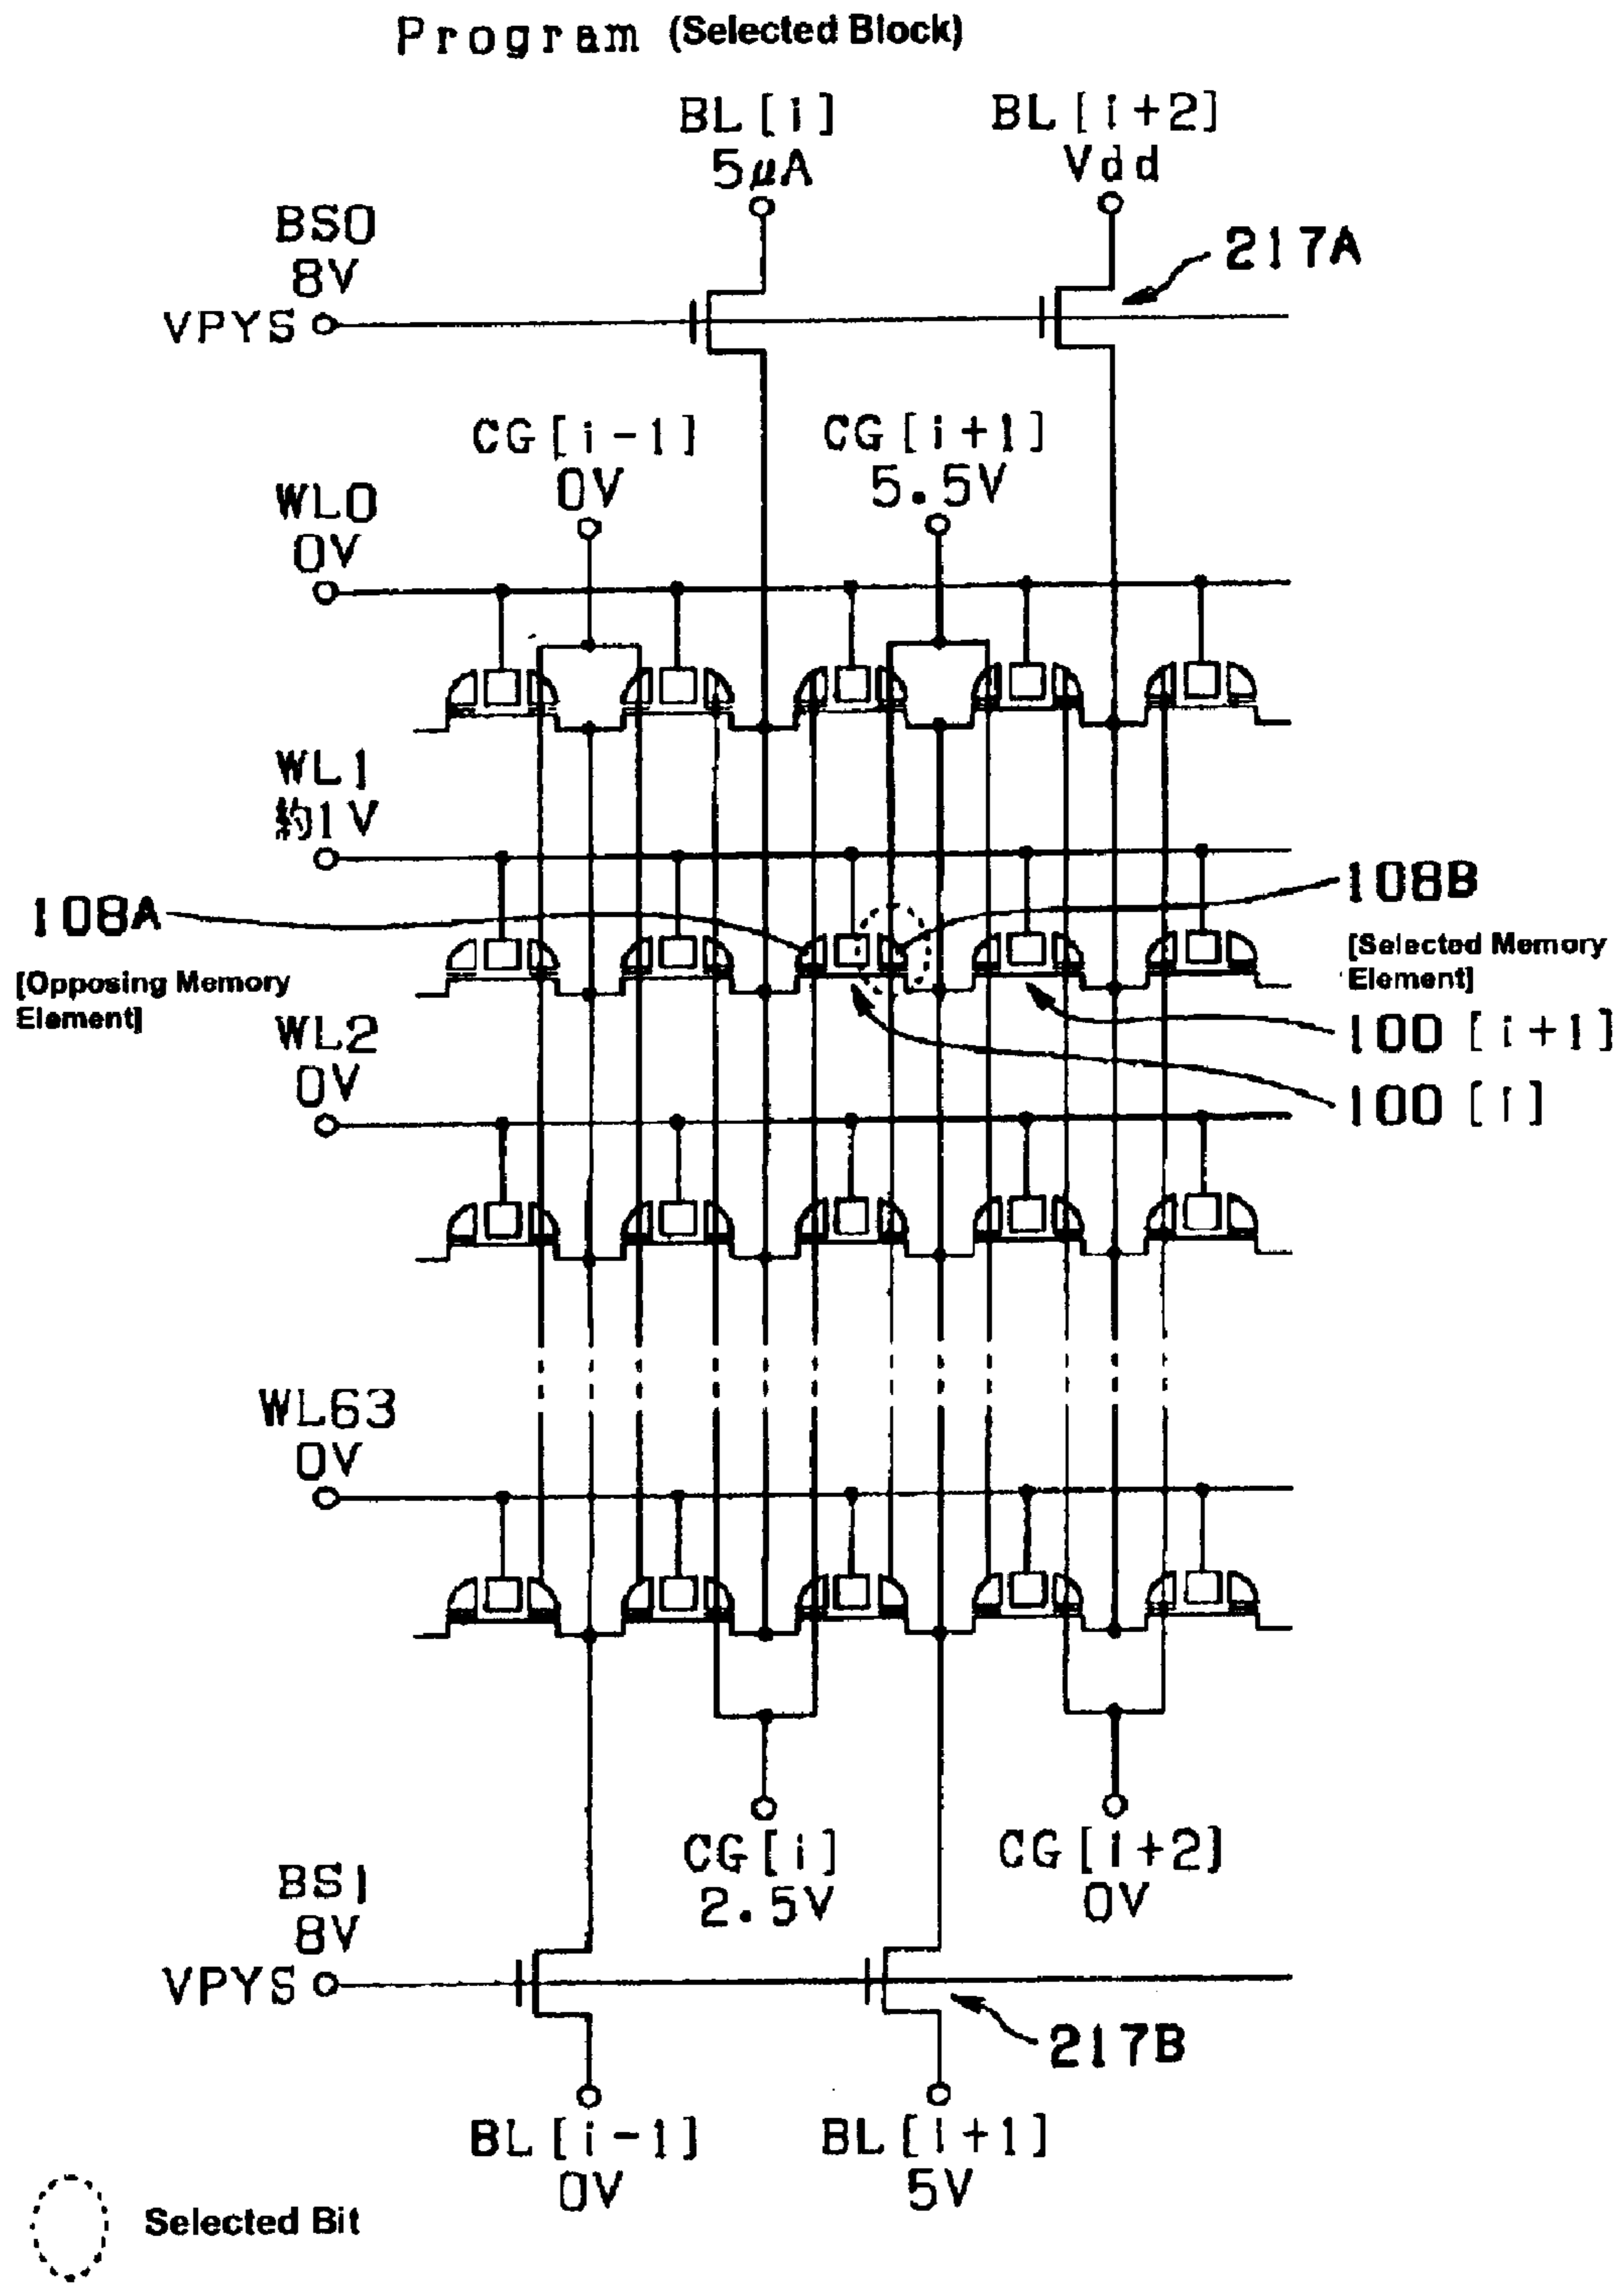 Program (Selected Block)
BL[i]
5μA
BL[i+2]
Vdd
BS0
8V
VPYS
217A
CG[i-1]
0V
CG[i+1]
5.5V
WL0
0V
WL1
約1V
108A
[Opposing Memory
Element]
108B
[Selected Memory
Element]
100[i+1]
100[i]
WL2
0V
WL63
0V
CG[i]
2.5V
CG[i+2]
0V
BS1
8V
VPYS
217B
BL[i-1]
0V
BL[i+1]
5V
Selected Bit